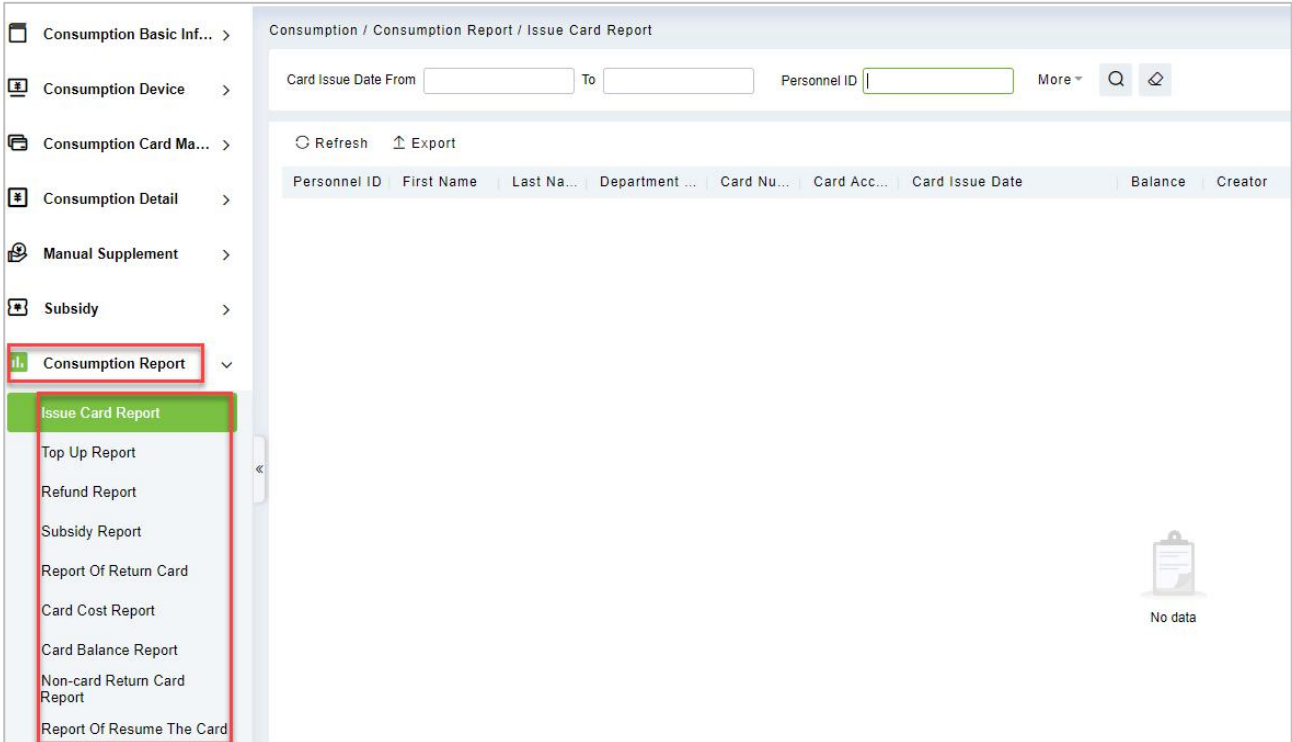 Consumption Basic Inf...
Consumption Device
Consumption Card Ma...
Consumption Detail
Manual Supplement
Subsidy
Consumption Report
Issue Card Report
Top Up Report
Refund Report
Subsidy Report
Report Of Return Card
Card Cost Report
Card Balance Report
Non-card Return Card
Report
Report Of Resume The Card
Consumption / Consumption Report / Issue Card Report
Card Issue Date From To Personnel ID More
Refresh Export
Personnel ID First Name Last Na... Department ... Card Nu... Card Acc... Card Issue Date Balance Creator
No data